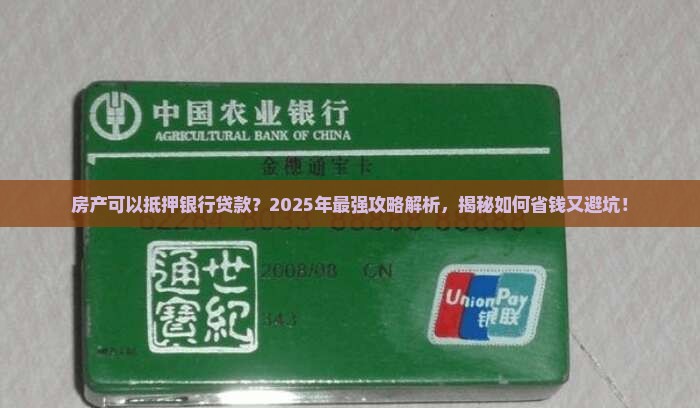 中国农业银行
AGRICULTURAL BANK OF CHINA
金穗通宝卡
房产可以抵押银行贷款？2025年最强攻略解析，揭秘如何省钱又避坑！
2008/08 CN
世纪
通寶
343
UnionPay
银联